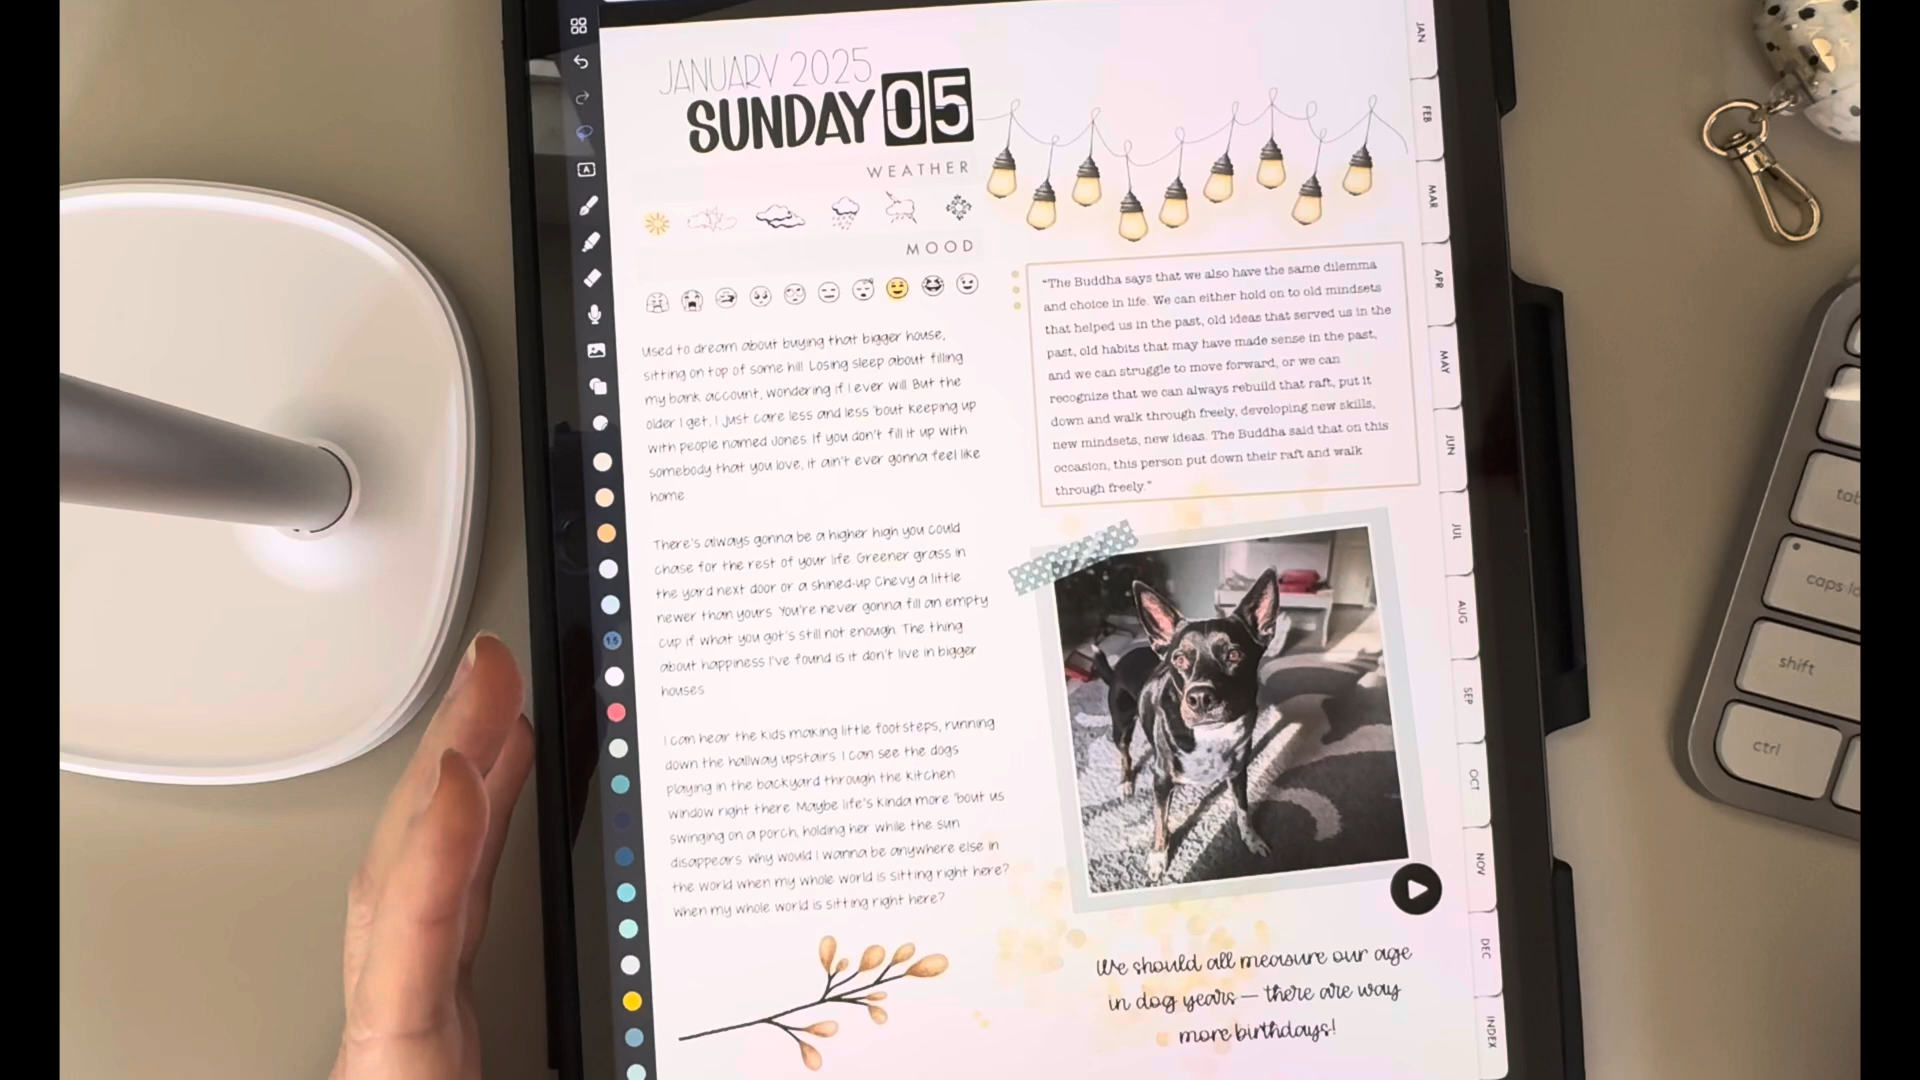 JANUARY 2025
SUNDAY 05
WEATHER
MOOD
Used to dream about buying that bigger house,
sitting on top of some hill. Losing sleep about filling
my bank account, wondering if I ever will. But the
older I get, I just care less and less 'bout keeping up
with people named Jones. If you don't fill it up with
somebody that you love, it ain't ever gonna feel like
home.
There's always gonna be a higher high you could
chase for the rest of your life. Greener grass in
the yard next door or a shined-up Chevy a little
newer than yours. You're never gonna fill an empty
cup if what you got's still not enough. The thing
about happiness I've found is it don't live in bigger
houses
I can hear the kids making little footsteps, running
down the hallway upstairs. I can see the dogs
playing in the backyard through the kitchen
window right there. Maybe life's kinda more 'bout us
swinging on a porch, holding her while the sun
disappears. Why would I wanna be anywhere else in
the world when my whole world is sitting right here?
When my whole world is sitting right here?
"The Buddha says that we also have the same dilemma
and choice in life. We can either hold on to old mindsets
that helped us in the past, old ideas that served us in the
past, old habits that may have made sense in the past,
and we can struggle to move forward, or we can
recognize that we can always rebuild that raft, put it
down and walk through freely, developing new skills,
new mindsets, new ideas. The Buddha said that on this
occasion, this person put down their raft and walk
through freely."
We should all measure our age
in dog years — there are way
more birthdays!
JAN
FEB
MAR
APR
MAY
JUN
JUL
AUG
SEP
OCT
NOV
DEC
INDEX
A
1.5
tab
caps lo
shift
ctrl